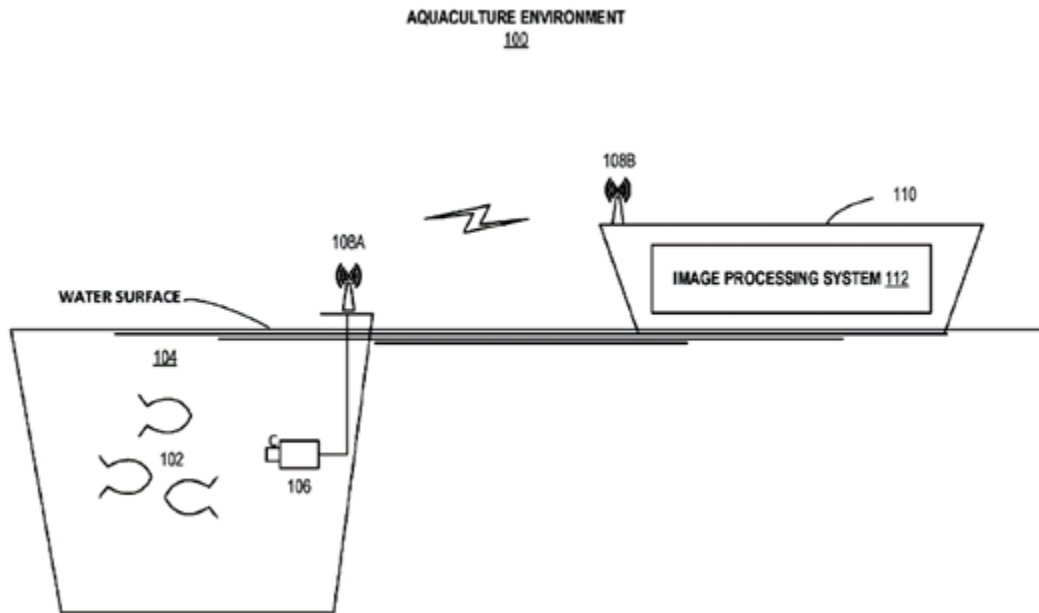 AQUACULTURE ENVIRONMENT
100
108B
110
108A
IMAGE PROCESSING SYSTEM 112
WATER SURFACE
104
C
102
106